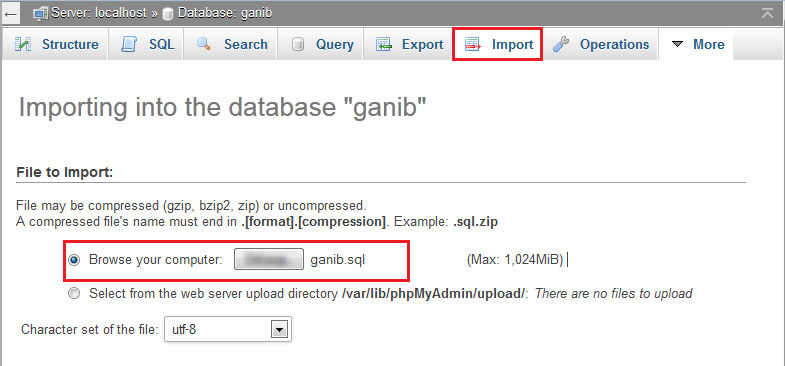 Server: localhost » Database: ganib
Structure SQL Search Query Export Import Operations More
Importing into the database "ganib"
File to Import:
File may be compressed (gzip, bzip2, zip) or uncompressed.
A compressed file's name must end in .[format].[compression]. Example: .sql.zip
Browse your computer: ganib.sql (Max: 1,024MiB)
Select from the web server upload directory /var/lib/phpMyAdmin/upload/: There are no files to upload
Character set of the file: utf-8